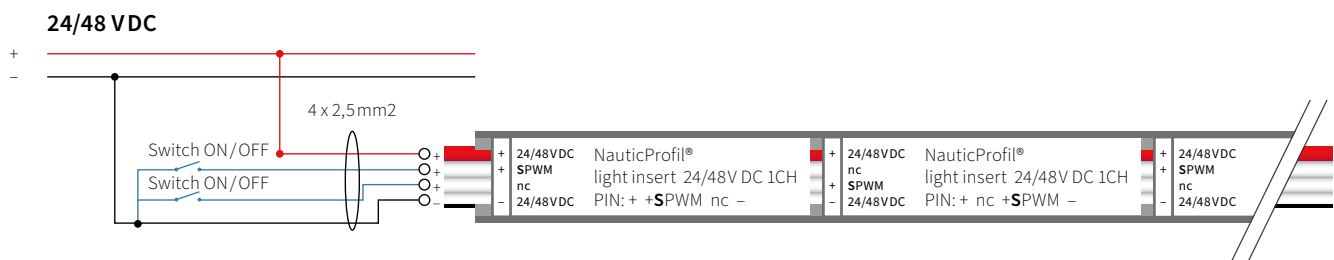 24/48 VDC
+
–
4 x 2,5mm2
Switch ON/OFF
Switch ON/OFF
+
+
+
–
+ 24/48VDC
+ SPWM
nc
– 24/48VDC
NauticProfil®
light insert 24/48V DC 1CH
PIN: + +SPWM nc –
+ 24/48VDC
nc
+ SPWM
– 24/48VDC
NauticProfil®
light insert 24/48V DC 1CH
PIN: + nc +SPWM –
+ 24/48VDC
+ SPWM
nc
– 24/48VDC